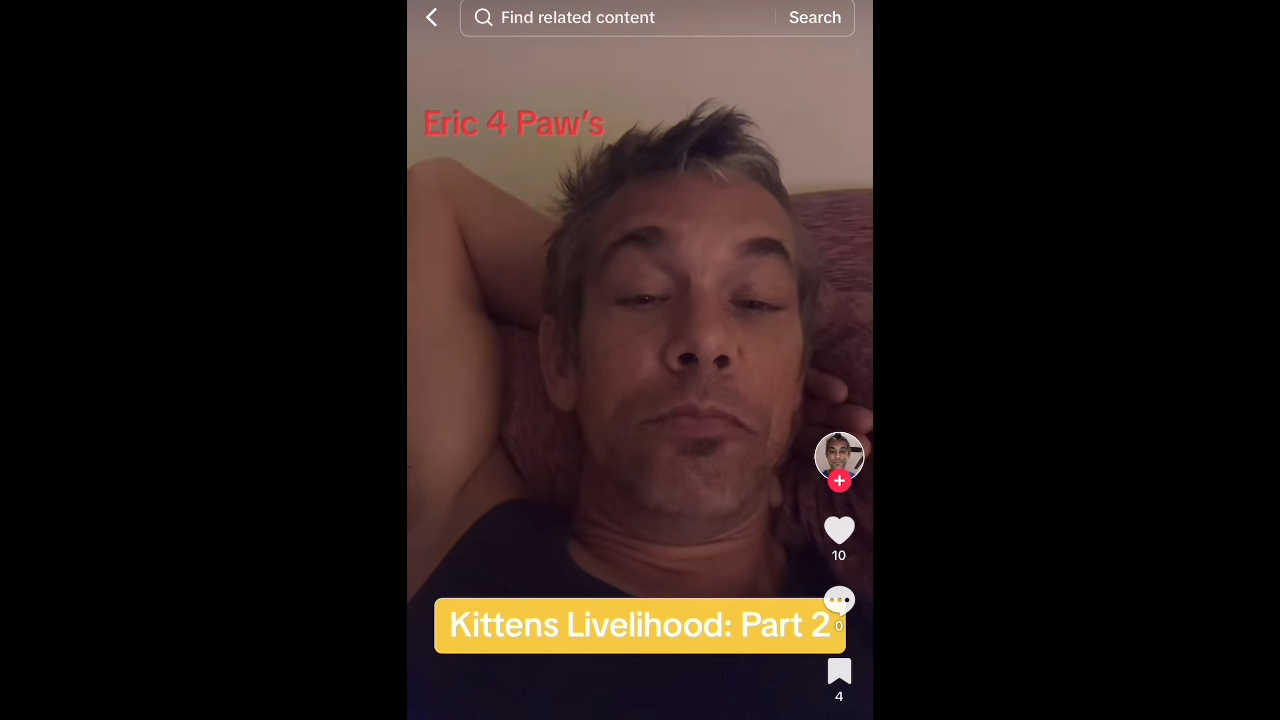 Find related content
Search
Eric 4 Paw's
10
Kittens Livelihood: Part 2
0
4